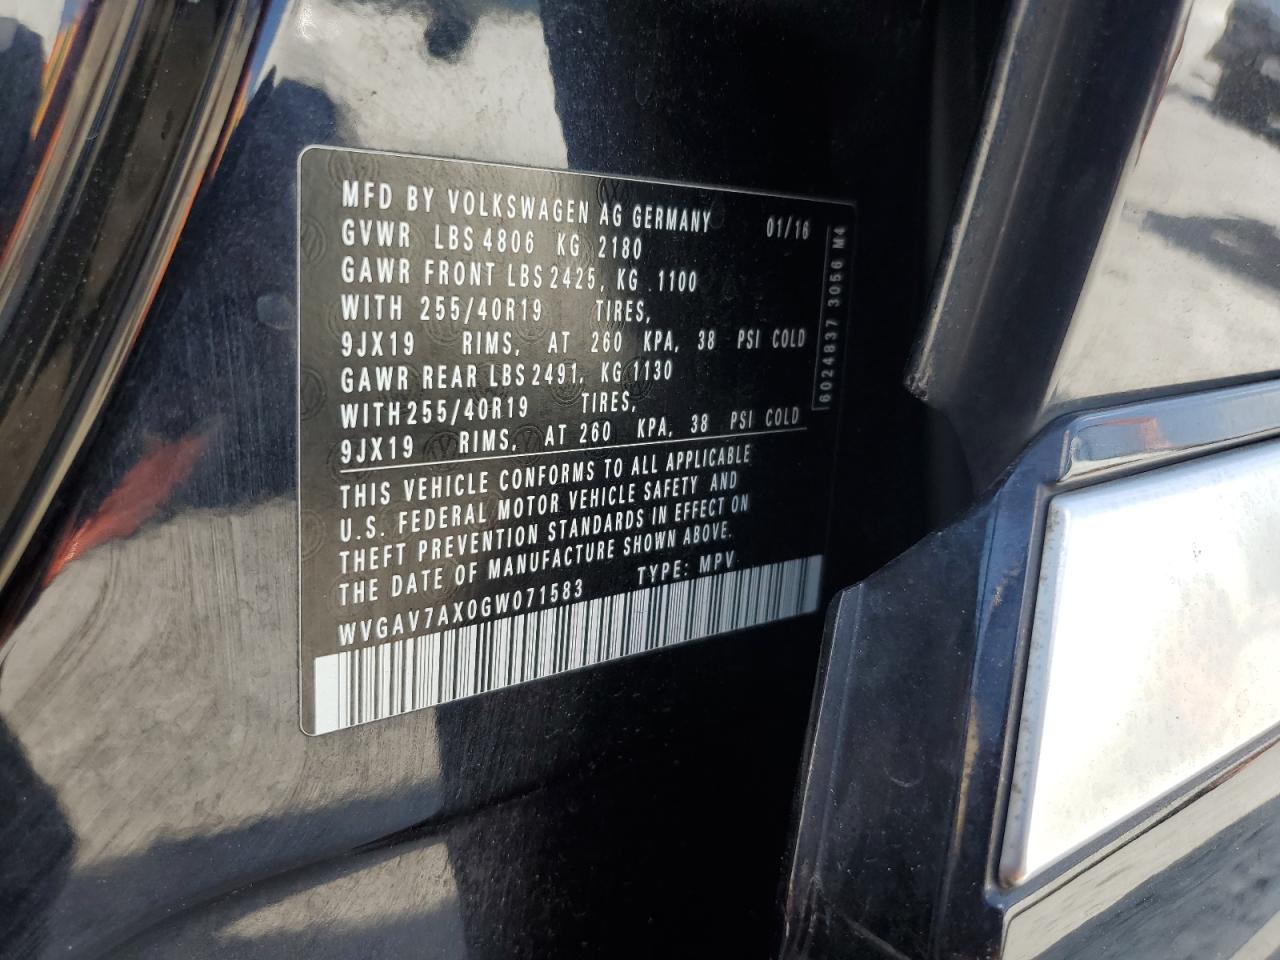 MFD BY VOLKSWAGEN AG GERMANY 01/16
GVWR LBS 4806 KG 2180
GAWR FRONT LBS 2425, KG .1100
WITH 255/40R19 TIRES,
9JX19 RIMS, AT 260 KPA, 38 PSI COLD
GAWR REAR LBS 2491, KG 1130
WITH 255/40R19 TIRES,
9JX19 RIMS, AT 260 KPA, 38 PSI COLD
THIS VEHICLE CONFORMS TO ALL APPLICABLE
U.S. FEDERAL MOTOR VEHICLE SAFETY AND
THEFT PREVENTION STANDARDS IN EFFECT ON
THE DATE OF MANUFACTURE SHOWN ABOVE.
WVGAV7AX0GW071583 TYPE: MPV
6024837 3056 M4